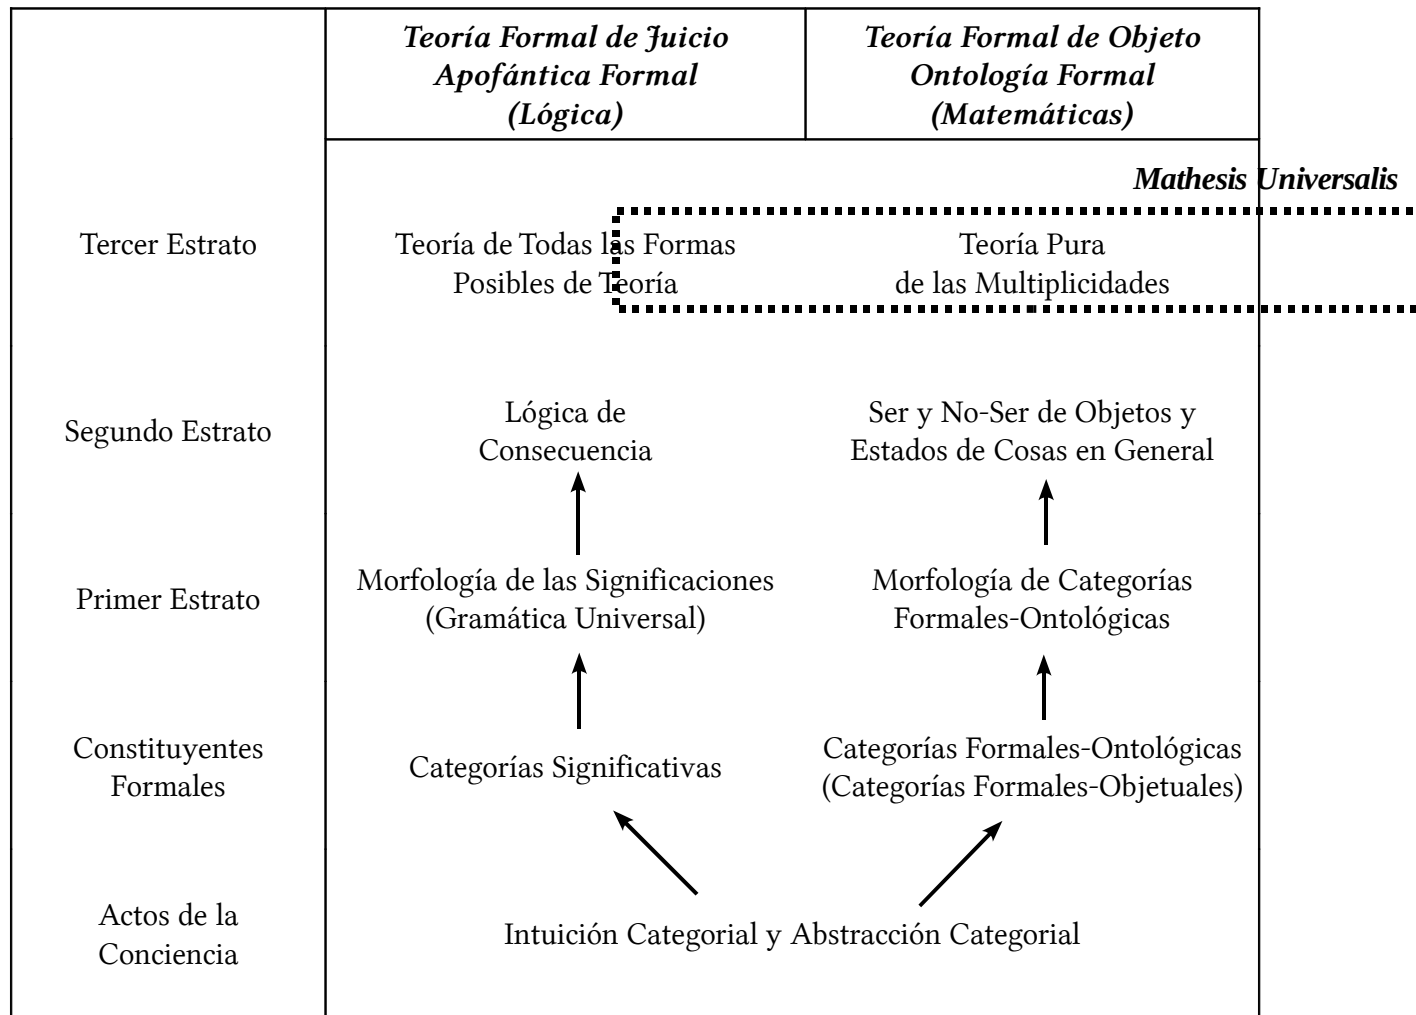 Teoría Formal de Juicio
Apofántica Formal
(Lógica)
Teoría Formal de Objeto
Ontología Formal
(Matemáticas)
Mathesis Universalis
Tercer Estrato
Teoría de Todas las Formas
Posibles de Teoría
Teoría Pura
de las Multiplicidades
Segundo Estrato
Lógica de
Consecuencia
Ser y No-Ser de Objetos y
Estados de Cosas en General
Primer Estrato
Morfología de las Significaciones
(Gramática Universal)
Morfología de Categorías
Formales-Ontológicas
Constituyentes
Formales
Categorías Significativas
Categorías Formales-Ontológicas
(Categorías Formales-Objetuales)
Actos de la
Conciencia
Intuición Categorial y Abstracción Categorial